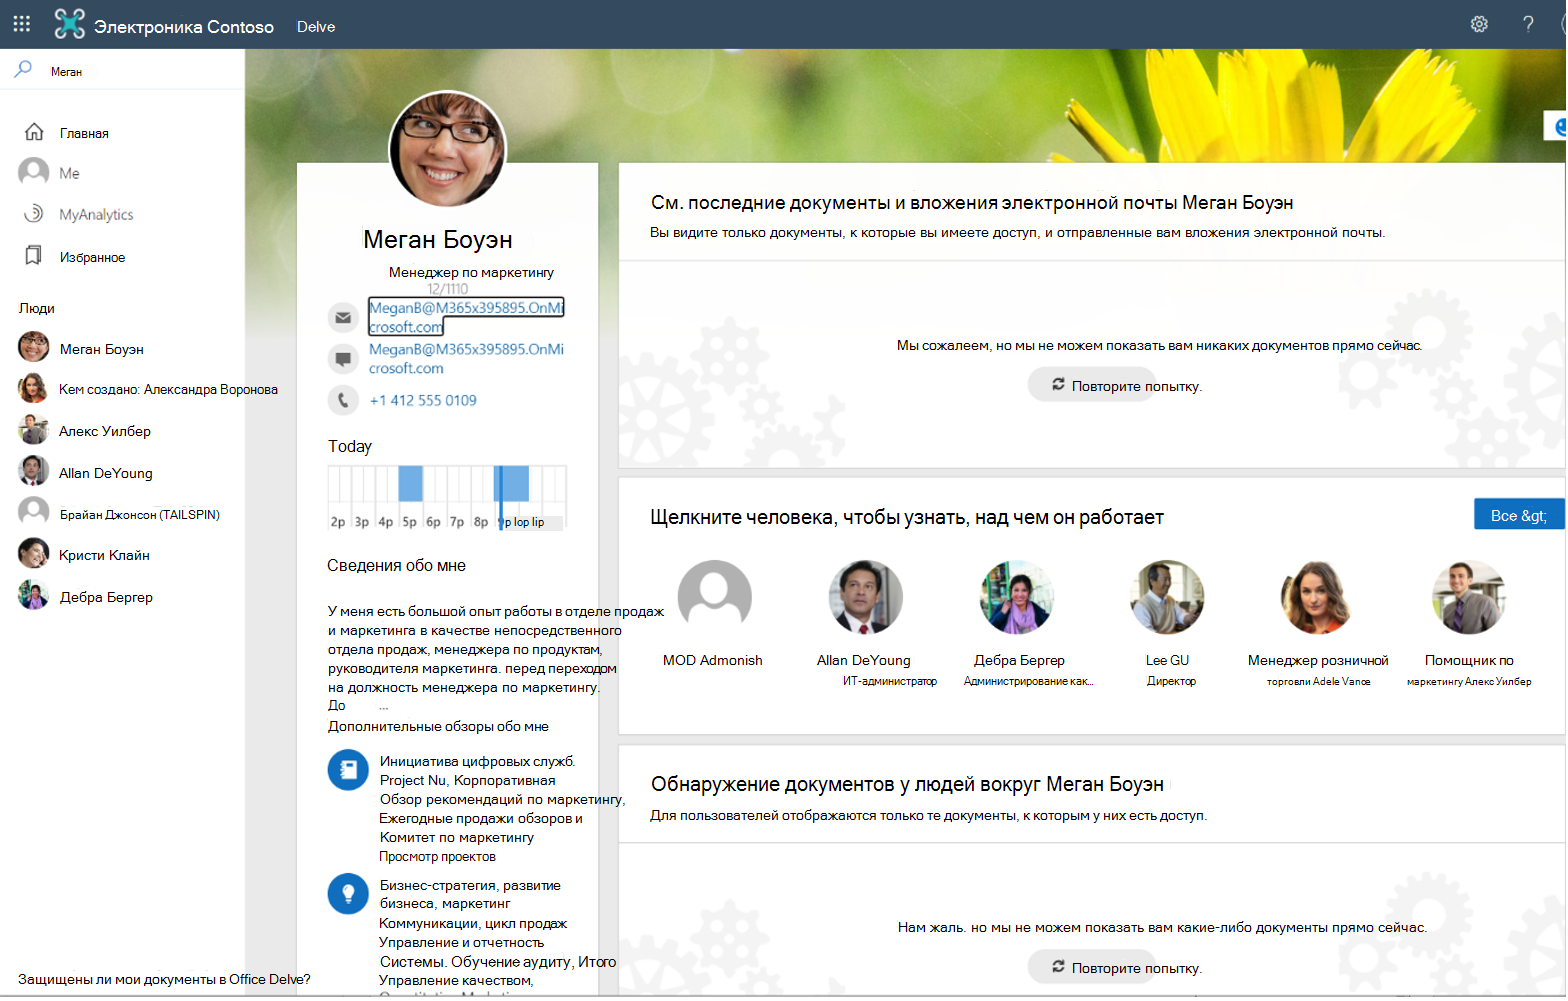 Электроника Contoso
Delve
?
Меган
Главная
Me
MyAnalytics
Избранное
Люди
Меган Боуэн
Кем создано: Александра Воронова
Алекс Уилбер
Allan DeYoung
Брайан Джонсон (TAILSPIN)
Кристи Клайн
Дебра Бергер
Защищены ли мои документы в Office Delve?
Меган Боуэн
Менеджер по маркетингу
12/1110
MeganB@M365x395895.OnMi
crosoft.com
MeganB@M365x395895.OnMi
crosoft.com
+1 412 555 0109
Today
2p 3p 4p 5p 6p 7p 8p 9p lop lip
Сведения обо мне
У меня есть большой опыт работы в отделе продаж
и маркетинга в качестве непосредственного
отдела продаж, менеджера по продуктам,
руководителя маркетинга. перед переходом
на должность менеджера по маркетингу.
До ...
Дополнительные обзоры обо мне
Инициатива цифровых служб.
Project Nu, Корпоративная
Обзор рекомендаций по маркетингу,
Ежегодные продажи обзоров и
Комитет по маркетингу
Просмотр проектов
Бизнес-стратегия, развитие
бизнеса, маркетинг
Коммуникации, цикл продаж
Управление и отчетность
Системы. Обучение аудиту, Итого
Управление качеством,
См. последние документы и вложения электронной почты Меган Боуэн
Вы видите только документы, к которые вы имеете доступ, и отправленные вам вложения электронной почты.
Мы сожалеем, но мы не можем показать вам никаких документов прямо сейчас.
Повторите попытку.
Щелкните человека, чтобы узнать, над чем он работает
Все &gt;
MOD Admonish
Allan DeYoung
ИТ-администратор
Дебра Бергер
Администрирование как...
Lee GU
Директор
Менеджер розничной
торговли Adele Vance
Помощник по
маркетингу Алекс Уилбер
Обнаружение документов у людей вокруг Меган Боуэн
Для пользователей отображаются только те документы, к которым у них есть доступ.
Нам жаль. но мы не можем показать вам какие-либо документы прямо сейчас.
Повторите попытку.